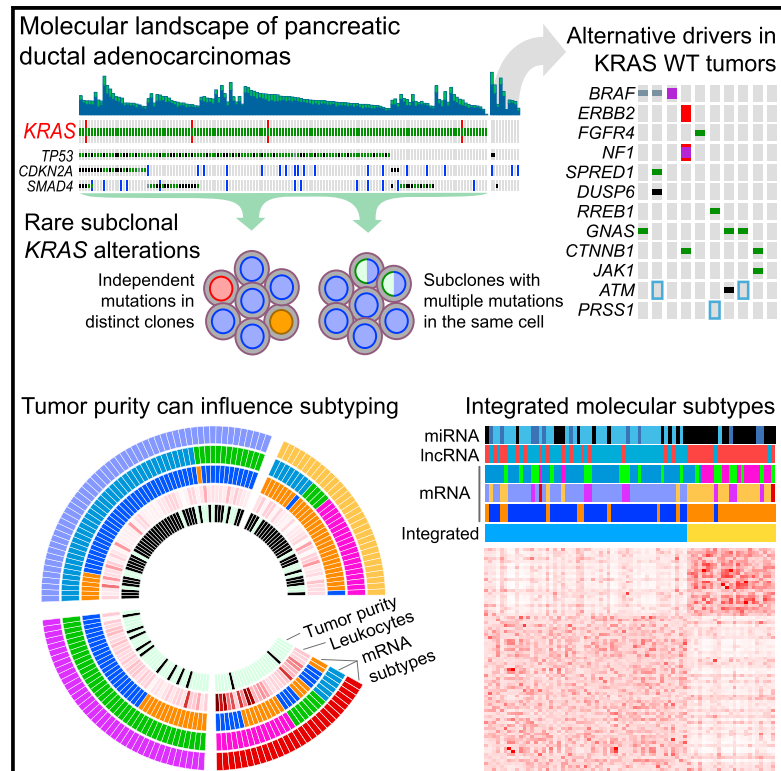 Molecular landscape of pancreatic
ductal adenocarcinomas
KRAS
TP53
CDKN2A
SMAD4
Rare subclonal
KRAS alterations
Independent
mutations in
distinct clones
Subclones with
multiple mutations
in the same cell
Alternative drivers in
KRAS WT tumors
BRAF
ERBB2
FGFR4
NF1
SPRED1
DUSP6
RREB1
GNAS
CTNNB1
JAK1
ATM
PRSS1
Tumor purity can influence subtyping
Tumor purity
Leukocytes
mRNA
subtypes
Integrated molecular subtypes
miRNA
lncRNA
mRNA
Integrated